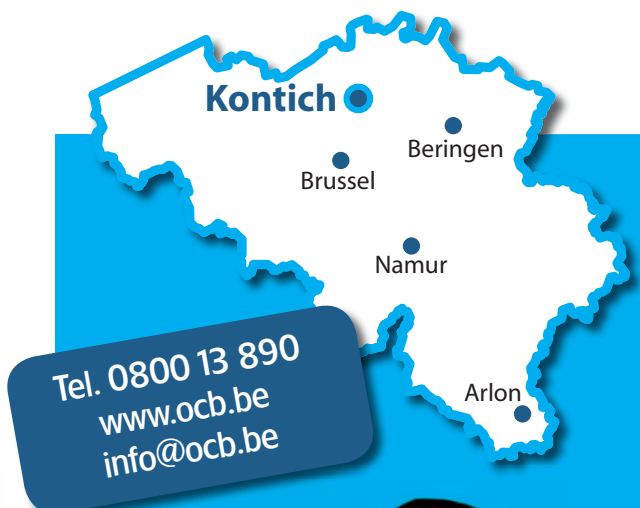 Kontich
Beringen
Brussel
Namur
Arlon
Tel. 0800 13 890
www.ocb.be
info@ocb.be